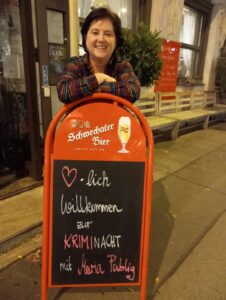 Schwechater
Bier
♡-lich
Willkommen
zur
KRIMINACHT
mit Maria Publig